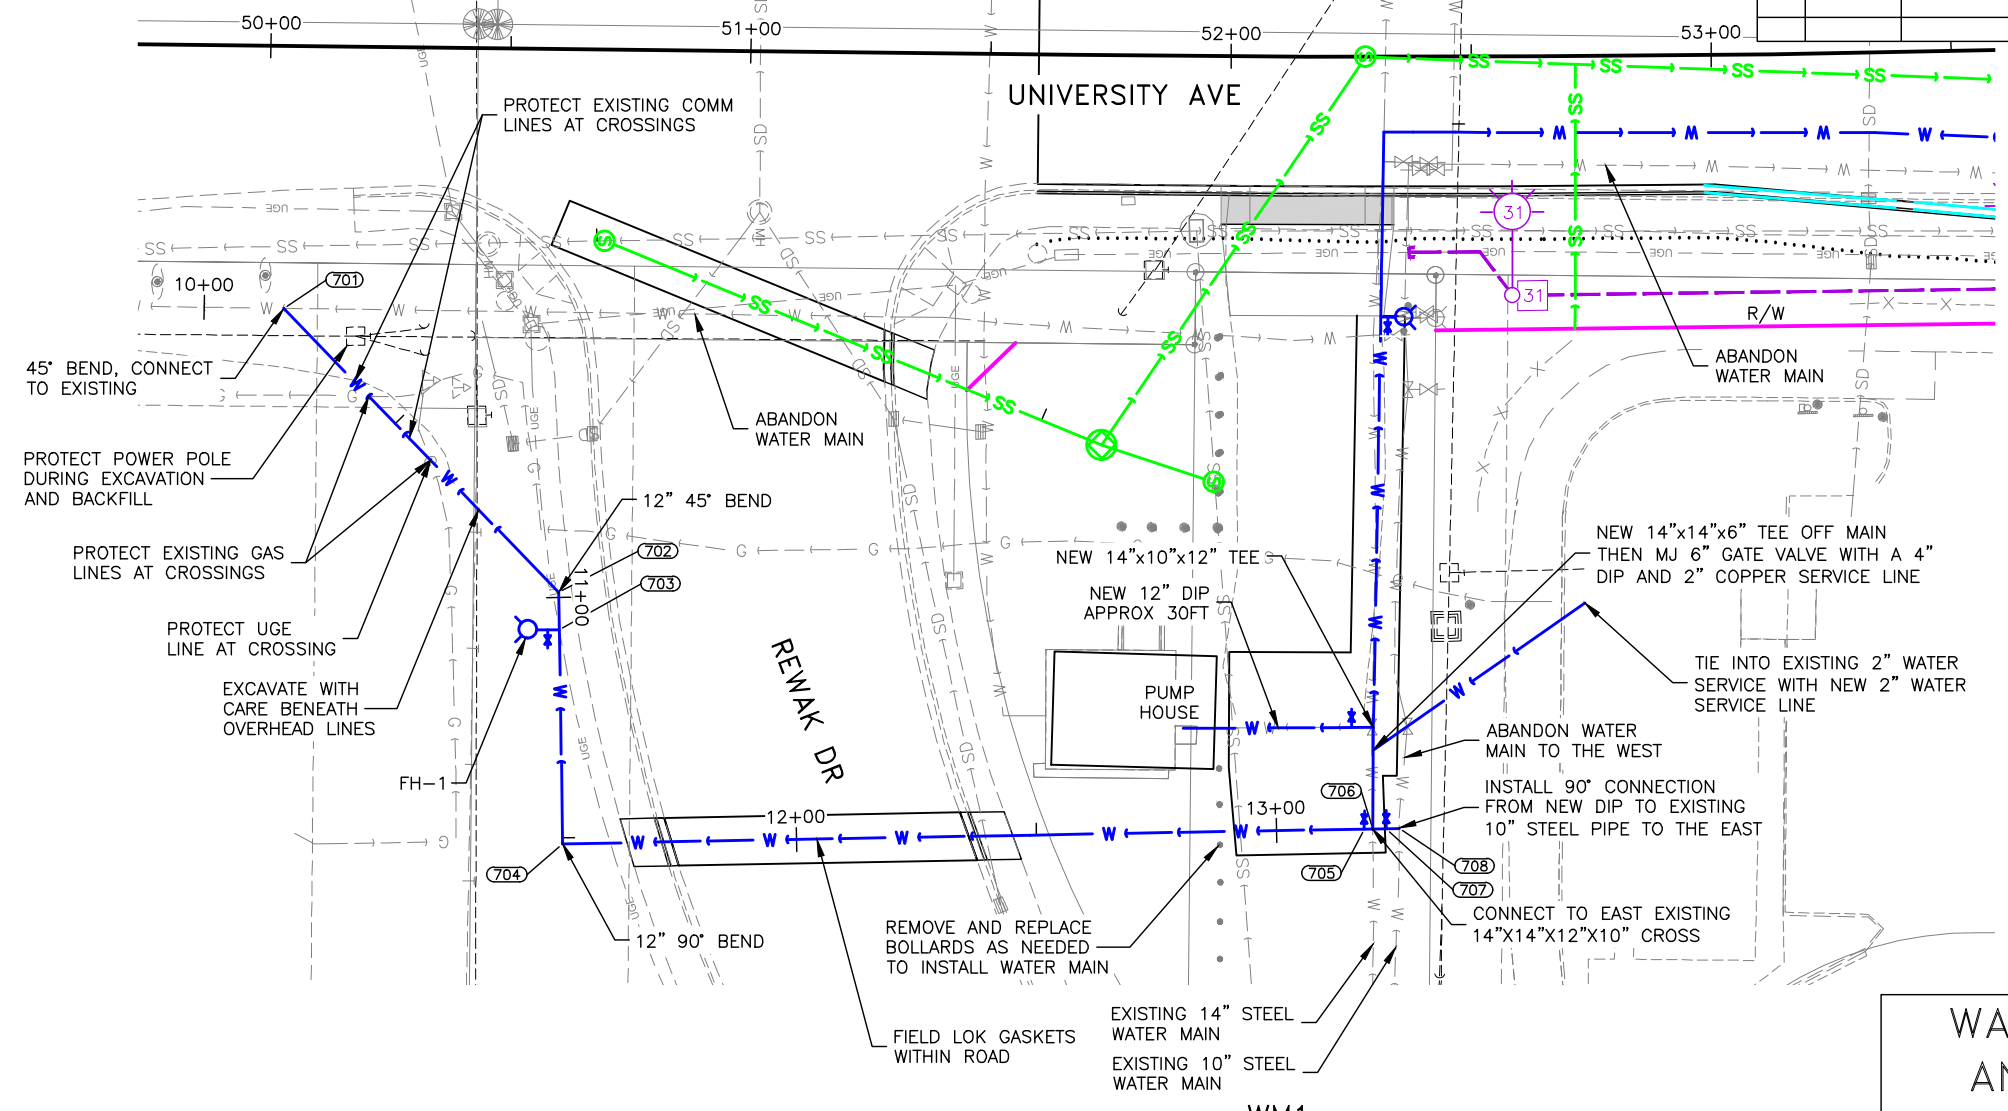 50+00
51+00
52+00
53+00
UNIVERSITY AVE
PROTECT EXISTING COMM
LINES AT CROSSINGS
10+00
701
31
31
R/W
45° BEND, CONNECT
TO EXISTING
ABANDON
WATER MAIN
ABANDON
WATER MAIN
PROTECT POWER POLE
DURING EXCAVATION
AND BACKFILL
12" 45° BEND
PROTECT EXISTING GAS
LINES AT CROSSINGS
702
703
11+00
NEW 14"x10"x12" TEE
NEW 12" DIP
APPROX 30FT
NEW 14"x14"x6" TEE OFF MAIN
THEN MJ 6" GATE VALVE WITH A 4"
DIP AND 2" COPPER SERVICE LINE
PROTECT UGE
LINE AT CROSSING
EXCAVATE WITH
CARE BENEATH
OVERHEAD LINES
REWAK DR
PUMP
HOUSE
TIE INTO EXISTING 2" WATER
SERVICE WITH NEW 2" WATER
SERVICE LINE
ABANDON WATER
MAIN TO THE WEST
FH-1
INSTALL 90° CONNECTION
FROM NEW DIP TO EXISTING
10" STEEL PIPE TO THE EAST
706
12+00
13+00
704
705
708
707
12" 90° BEND
REMOVE AND REPLACE
BOLLARDS AS NEEDED
TO INSTALL WATER MAIN
CONNECT TO EAST EXISTING
14"X14"X12"X10" CROSS
FIELD LOK GASKETS
WITHIN ROAD
EXISTING 14" STEEL
WATER MAIN
EXISTING 10" STEEL
WATER MAIN
WM1
WA
AN
SS
W
SD
UGE
G
MH
X